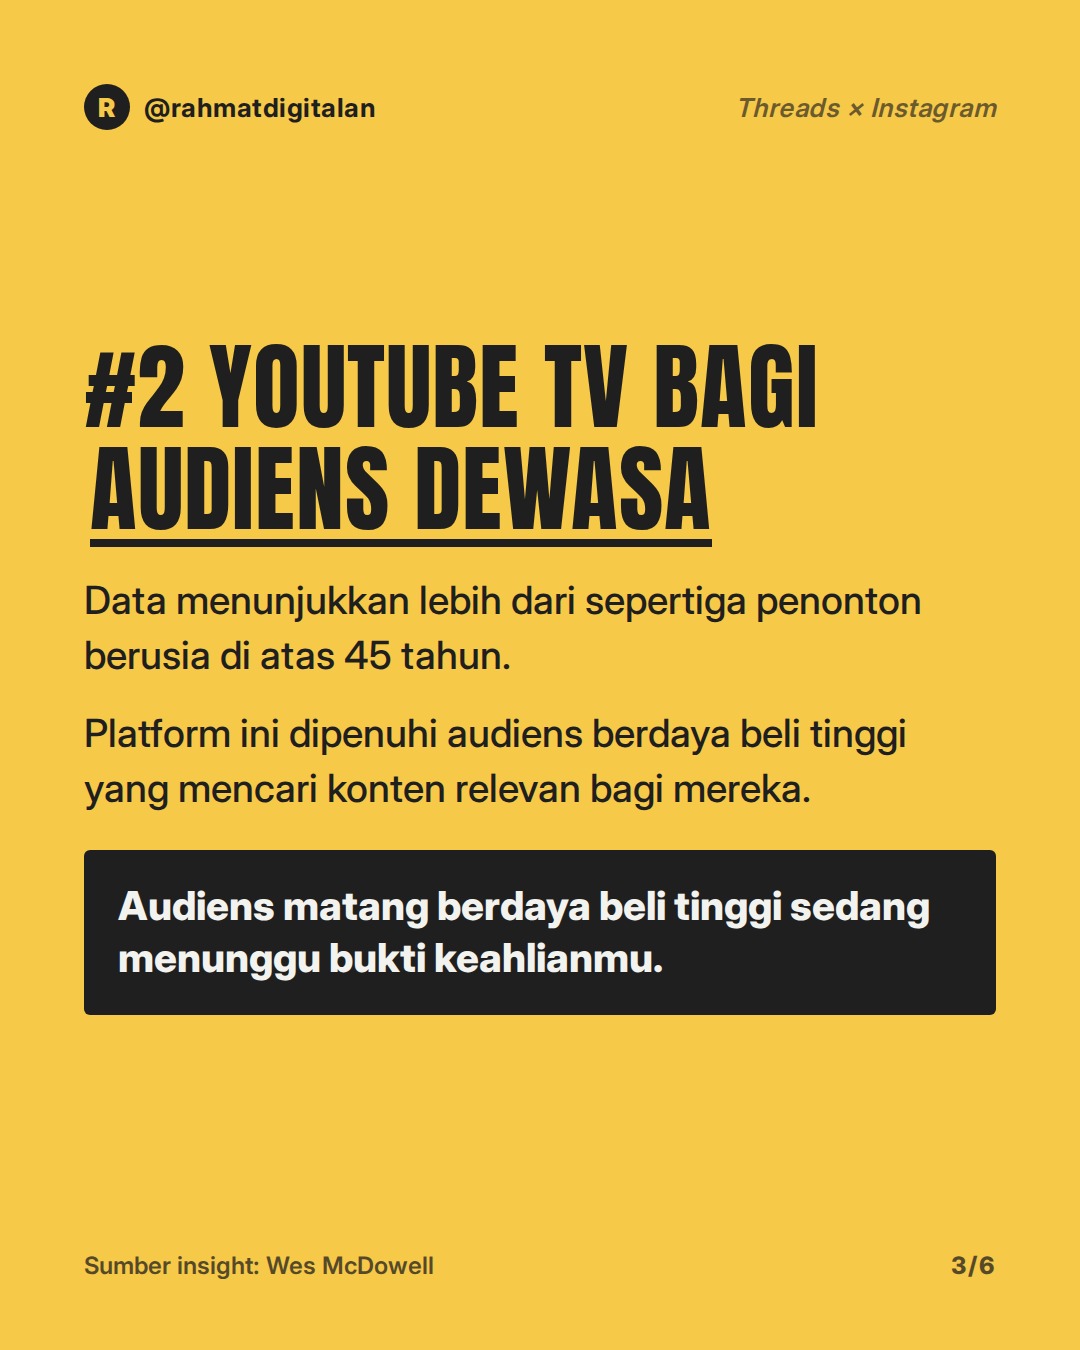 R @rahmatdigitalan
Threads × Instagram
#2 YOUTUBE TV BAGI
AUDIENS DEWASA
Data menunjukkan lebih dari sepertiga penonton
berusia di atas 45 tahun.
Platform ini dipenuhi audiens berdaya beli tinggi
yang mencari konten relevan bagi mereka.
Audiens matang berdaya beli tinggi sedang
menunggu bukti keahlianmu.
Sumber insight: Wes McDowell
3/6